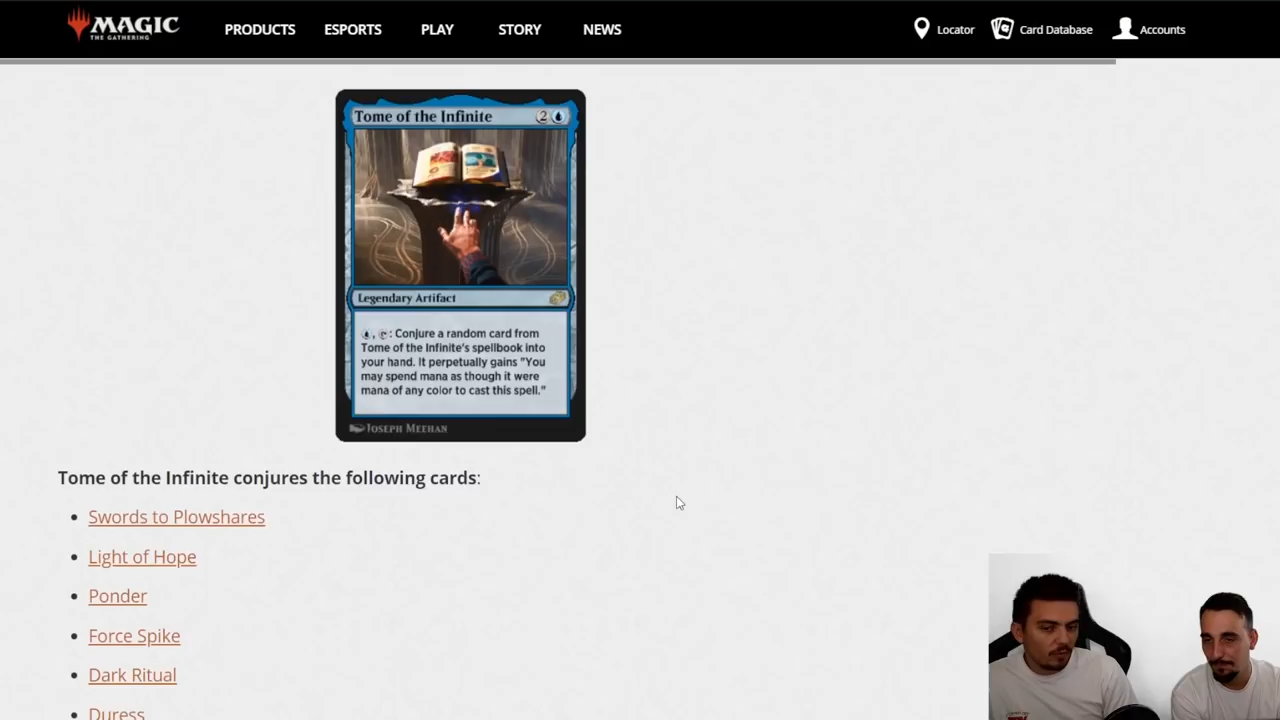 MAGIC
THE GATHERING
PRODUCTS ESPORTS PLAY STORY NEWS
Locator Card Database Accounts
Tome of the Infinite 2
Legendary Artifact
: Conjure a random card from
Tome of the Infinite's spellbook into
your hand. It perpetually gains "You
may spend mana as though it were
mana of any color to cast this spell."
JOSEPH MEEHAN
Tome of the Infinite conjures the following cards:
• Swords to Plowshares
• Light of Hope
• Ponder
• Force Spike
• Dark Ritual
• Duress